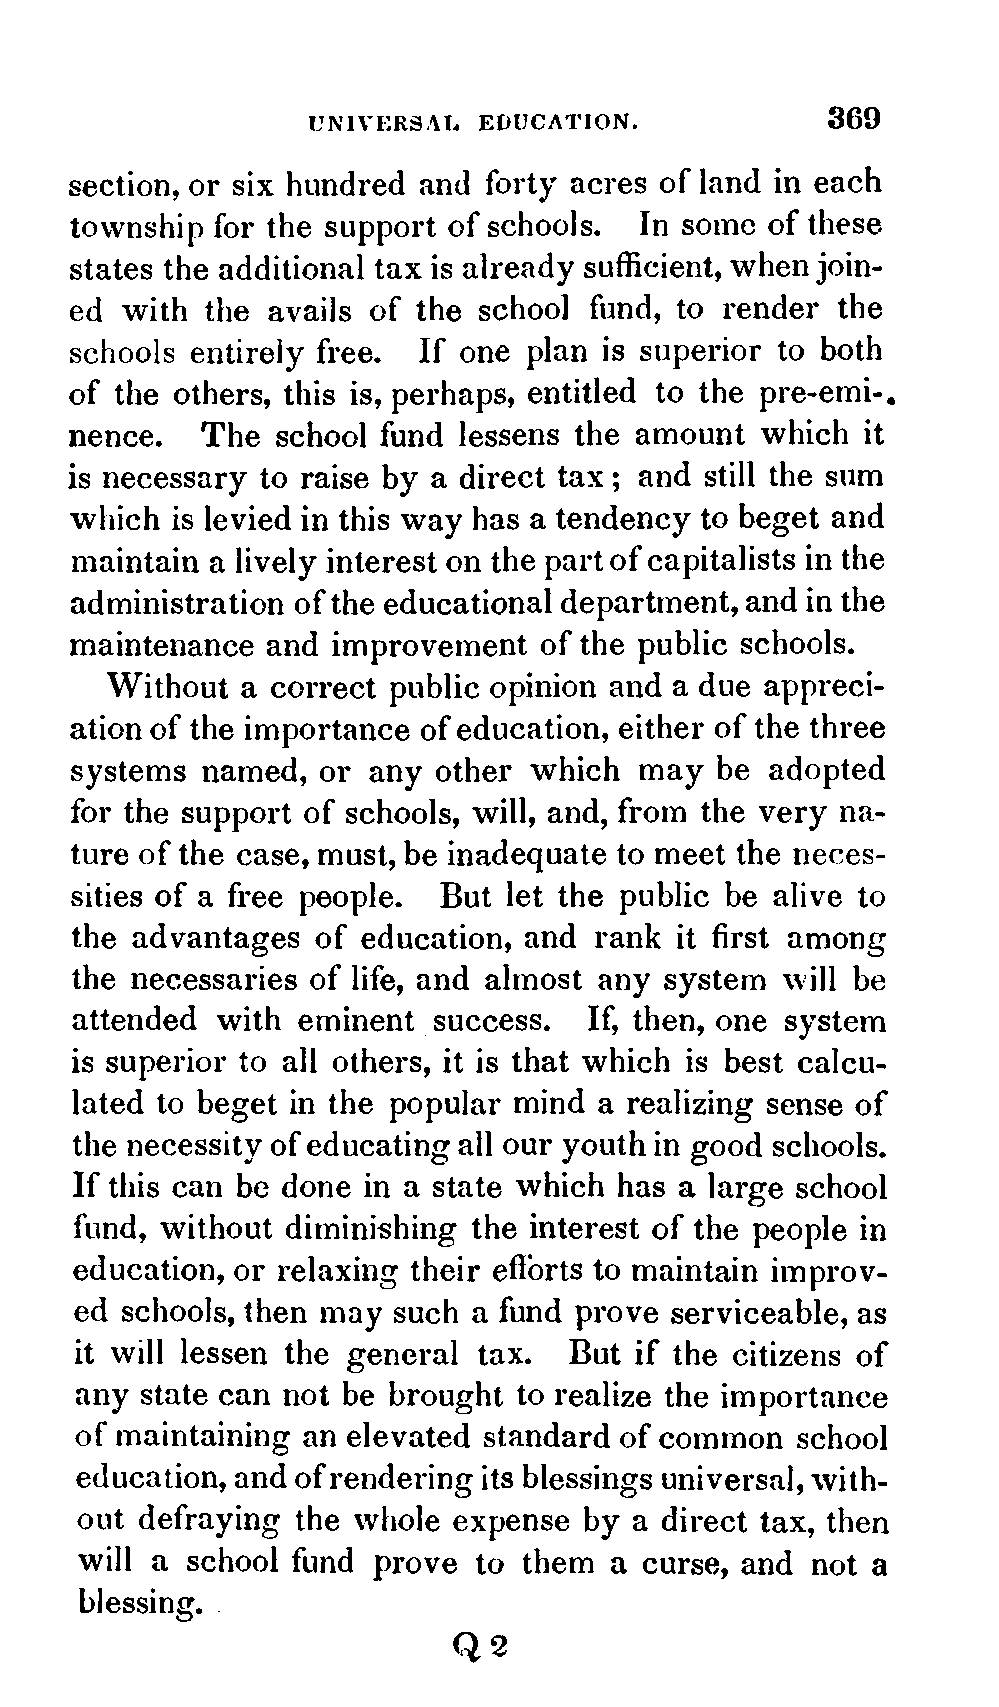 UNIVERSAL EDUCATION. 369
section, or six hundred and forty acres of land in each
township for the support of schools. In some of these
states the additional tax is already sufficient, when join-
ed with the avails of the school fund, to render the
schools entirely free. If one plan is superior to both
of the others, this is, perhaps, entitled to the pre-emi-.
nence. The school fund lessens the amount which it
is necessary to raise by a direct tax; and still the sum
which is levied in this way has a tendency to beget and
maintain a lively interest on the part of capitalists in the
administration of the educational department, and in the
maintenance and improvement of the public schools.
Without a correct public opinion and a due appreci-
ation of the importance of education, either of the three
systems named, or any other which may be adopted
for the support of schools, will, and, from the very na-
ture of the case, must, be inadequate to meet the neces-
sities of a free people. But let the public be alive to
the advantages of education, and rank it first among
the necessaries of life, and almost any system will be
attended with eminent success. If, then, one system
is superior to all others, it is that which is best calcu-
lated to beget in the popular mind a realizing sense of
the necessity of educating all our youth in good schools.
If this can be done in a state which has a large school
fund, without diminishing the interest of the people in
education, or relaxing their efforts to maintain improv-
ed schools, then may such a fund prove serviceable, as
it will lessen the general tax. But if the citizens of
any state can not be brought to realize the importance
of maintaining an elevated standard of common school
education, and of rendering its blessings universal, with-
out defraying the whole expense by a direct tax, then
will a school fund prove to them a curse, and not a
blessing.
Q 2